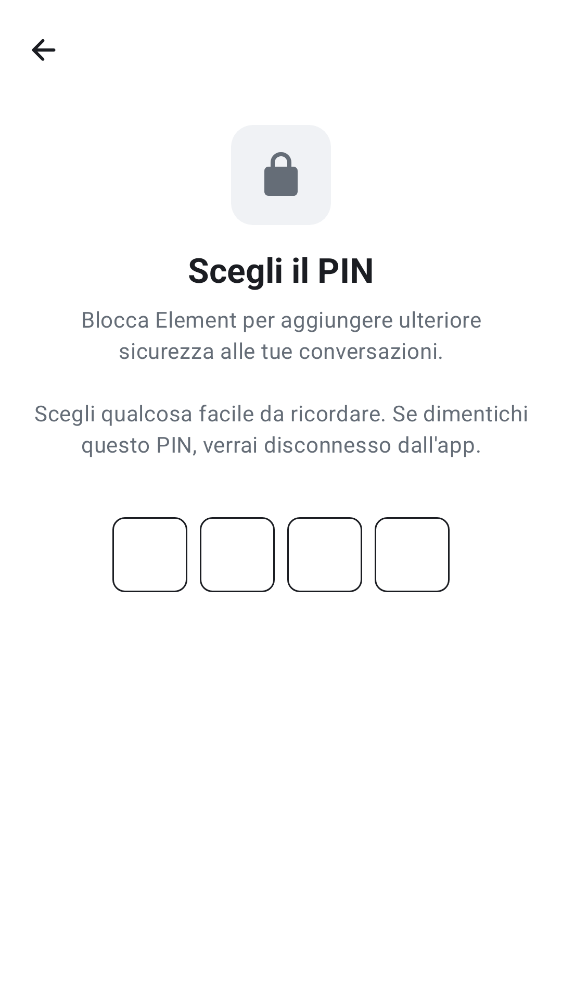 Scegli il PIN
Blocca Element per aggiungere ulteriore
sicurezza alle tue conversazioni.
Scegli qualcosa facile da ricordare. Se dimentichi
questo PIN, verrai disconnesso dall'app.